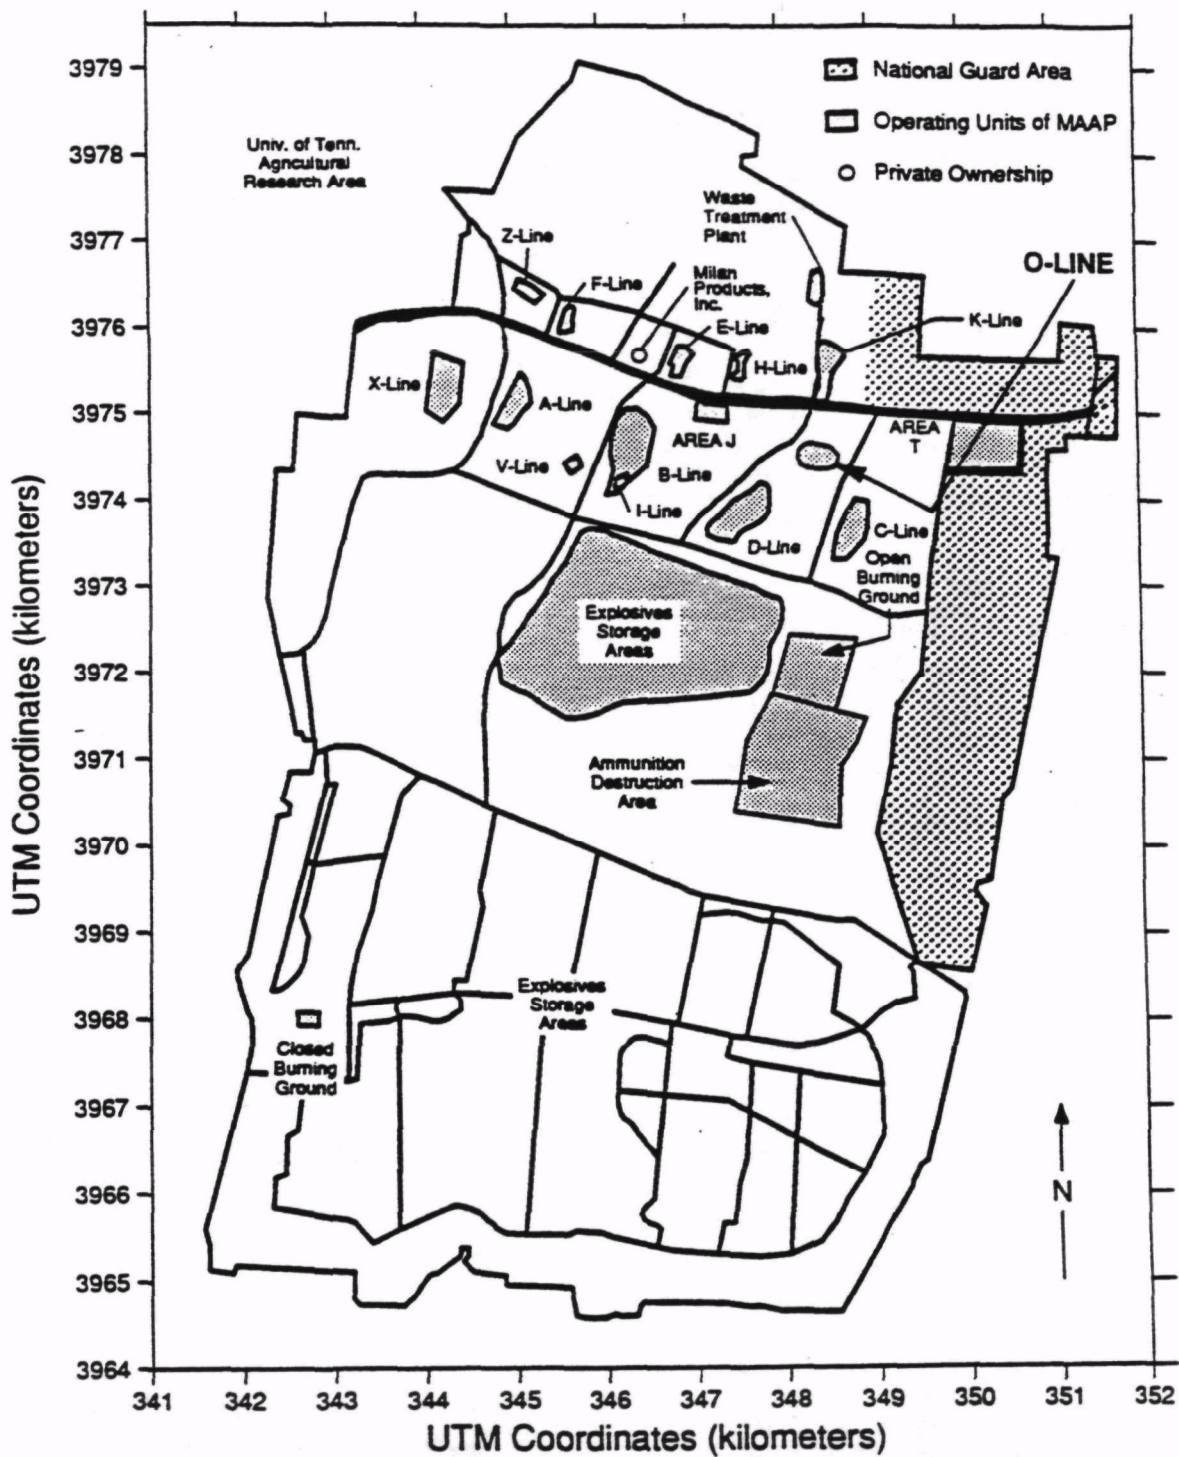 3979
3978
3977
3976
3975
3974
3973
3972
3971
3970
3969
3968
3967
3966
3965
3964
UTM Coordinates (kilometers)
National Guard Area
Operating Units of MAAP
Private Ownership
Univ. of Tenn.
Agricultural
Research Area
Waste
Treatment
Plant
Z-Line
F-Line
Milan
Products,
Inc.
E-Line
H-Line
O-LINE
K-Line
X-Line
A-Line
V-Line
AREA J
B-Line
I-Line
AREA
T
D-Line
C-Line
Open
Burning
Ground
Explosives
Storage
Areas
Ammunition
Destruction
Area
Explosives
Storage
Areas
Closed
Burning
Ground
N
341 342 343 344 345 346 347 348 349 350 351 352
UTM Coordinates (kilometers)